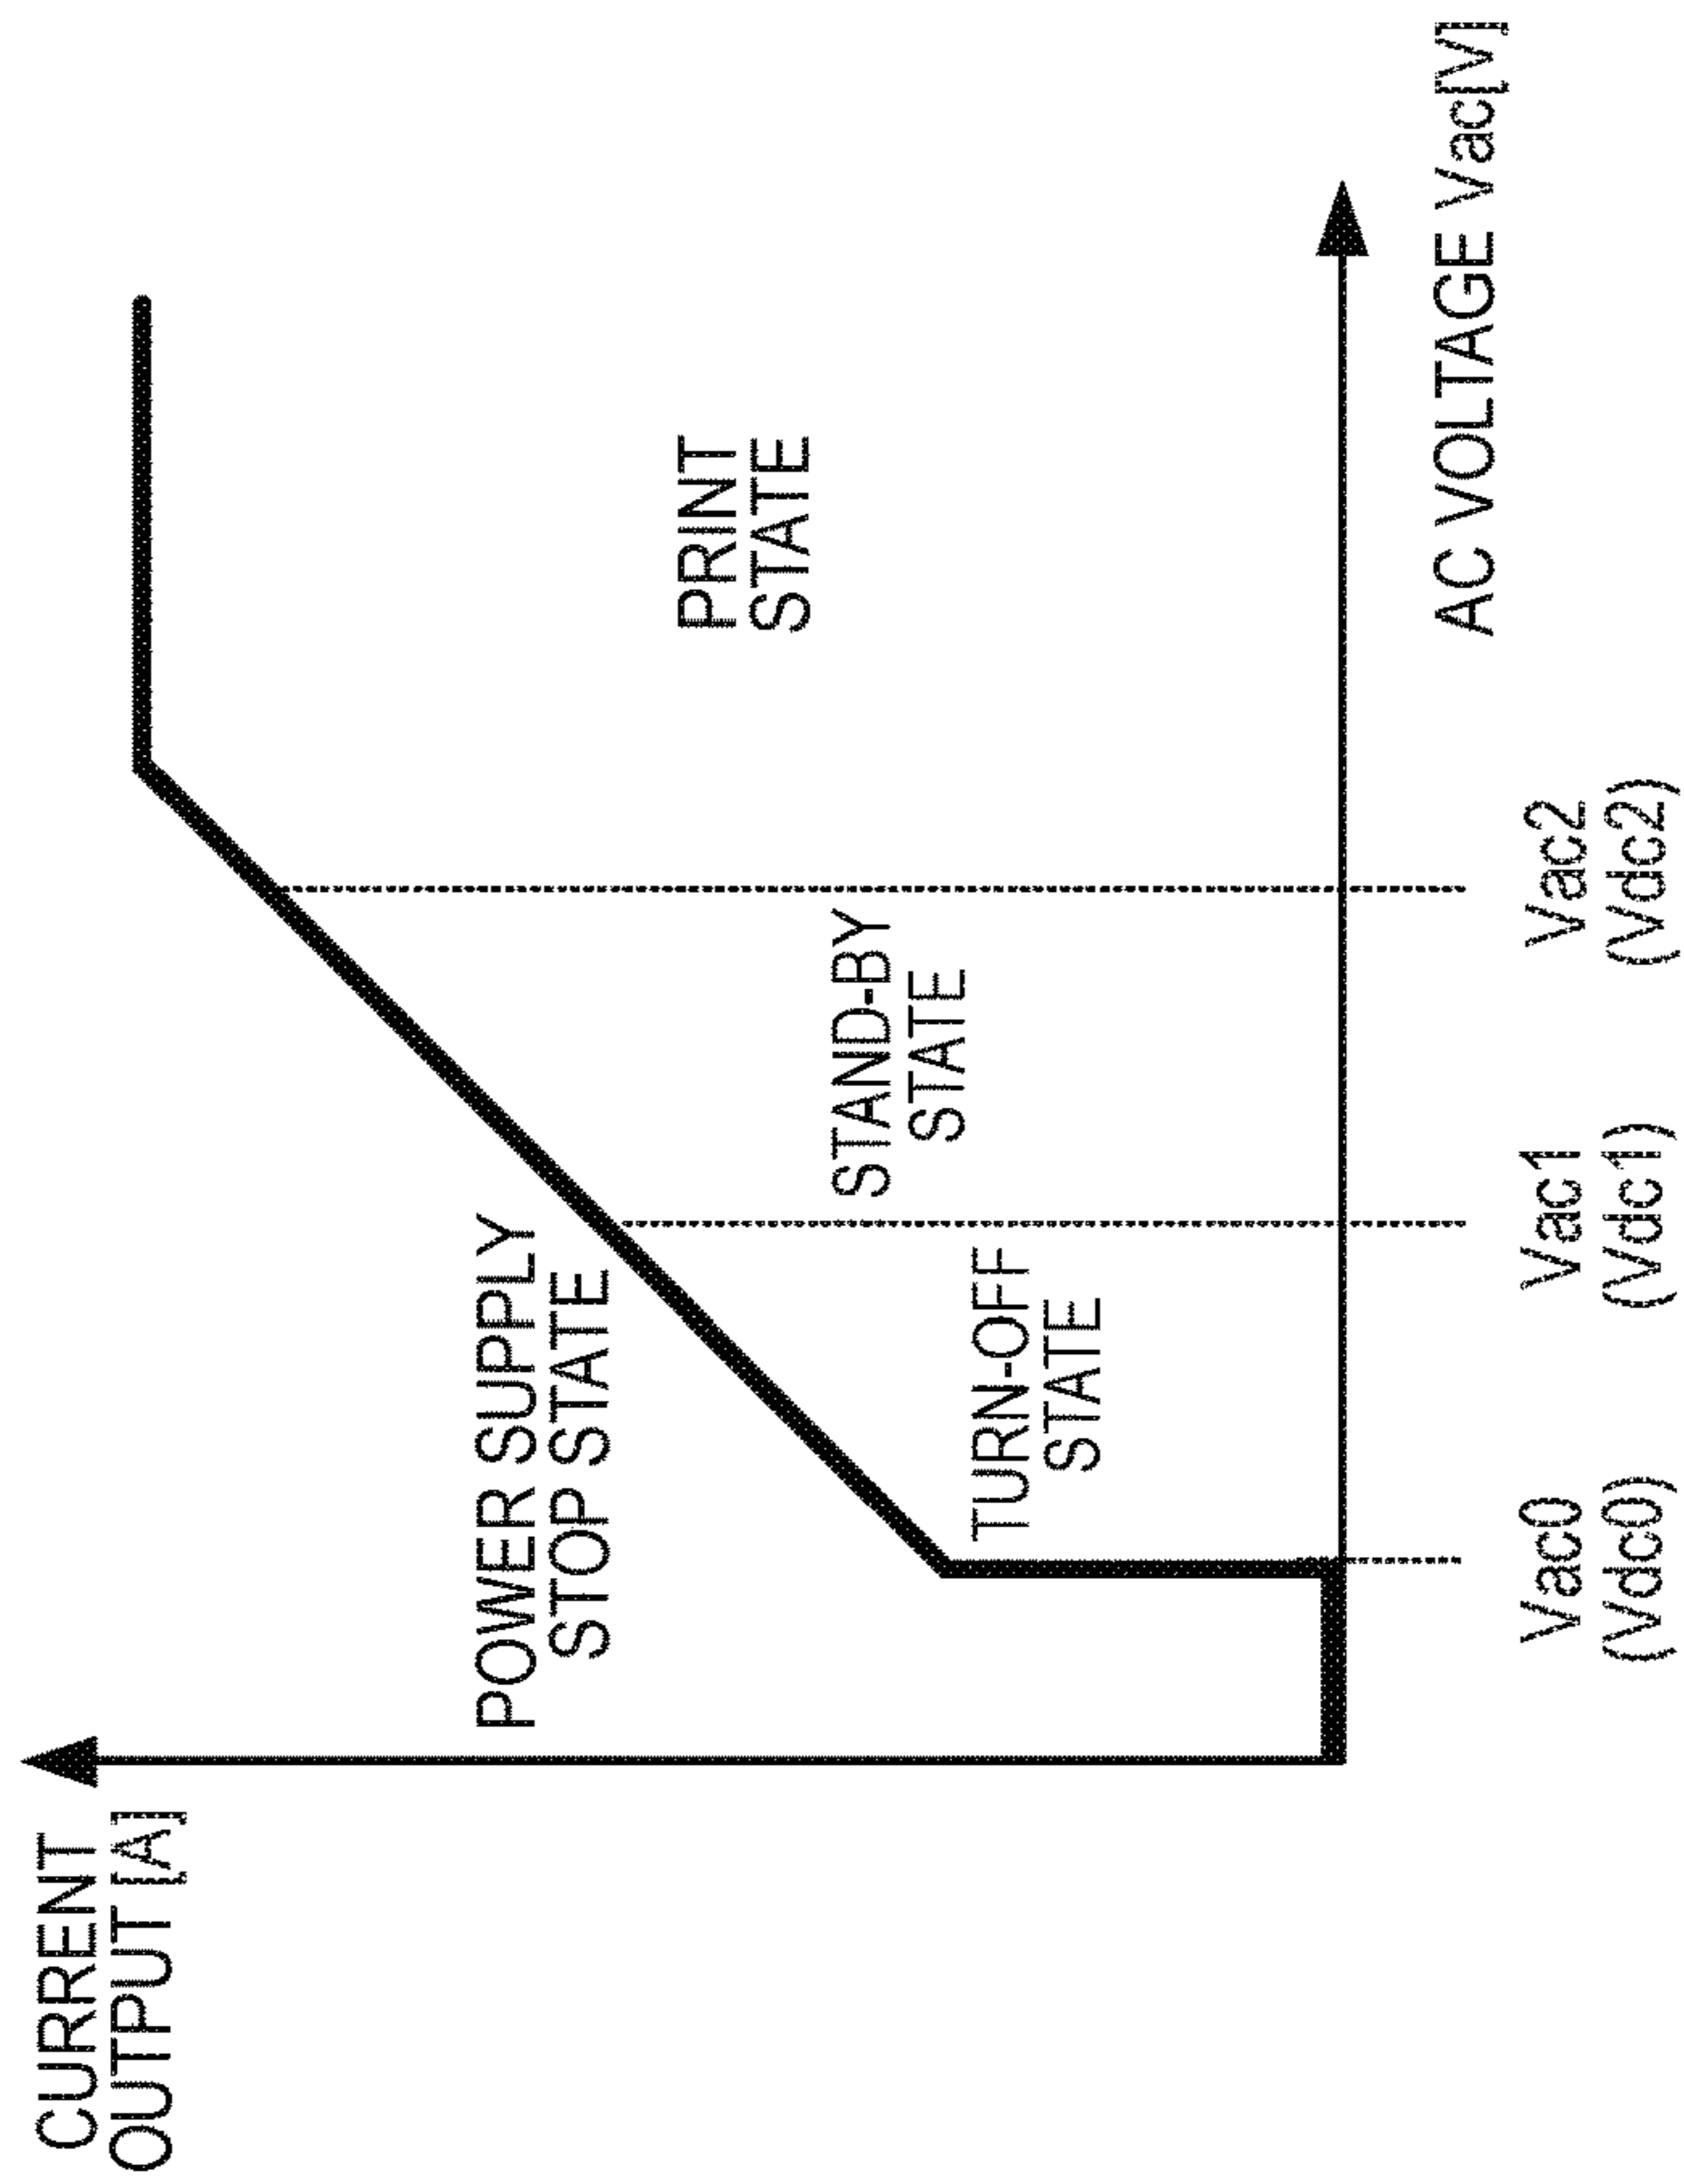 CURRENT
OUTPUT [A]
POWER SUPPLY
STOP STATE
TURN-OFF
STATE
STAND-BY
STATE
PRINT
STATE
AC VOLTAGE Vac[V]
Vac0
(Vdc0)
Vac1
(Vdc1)
Vac2
(Vdc2)